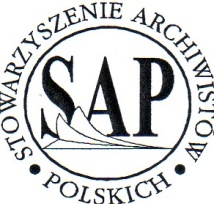 STOWARZYSZENIE ARCHIWISTÓW
SAP
• POLSKICH •